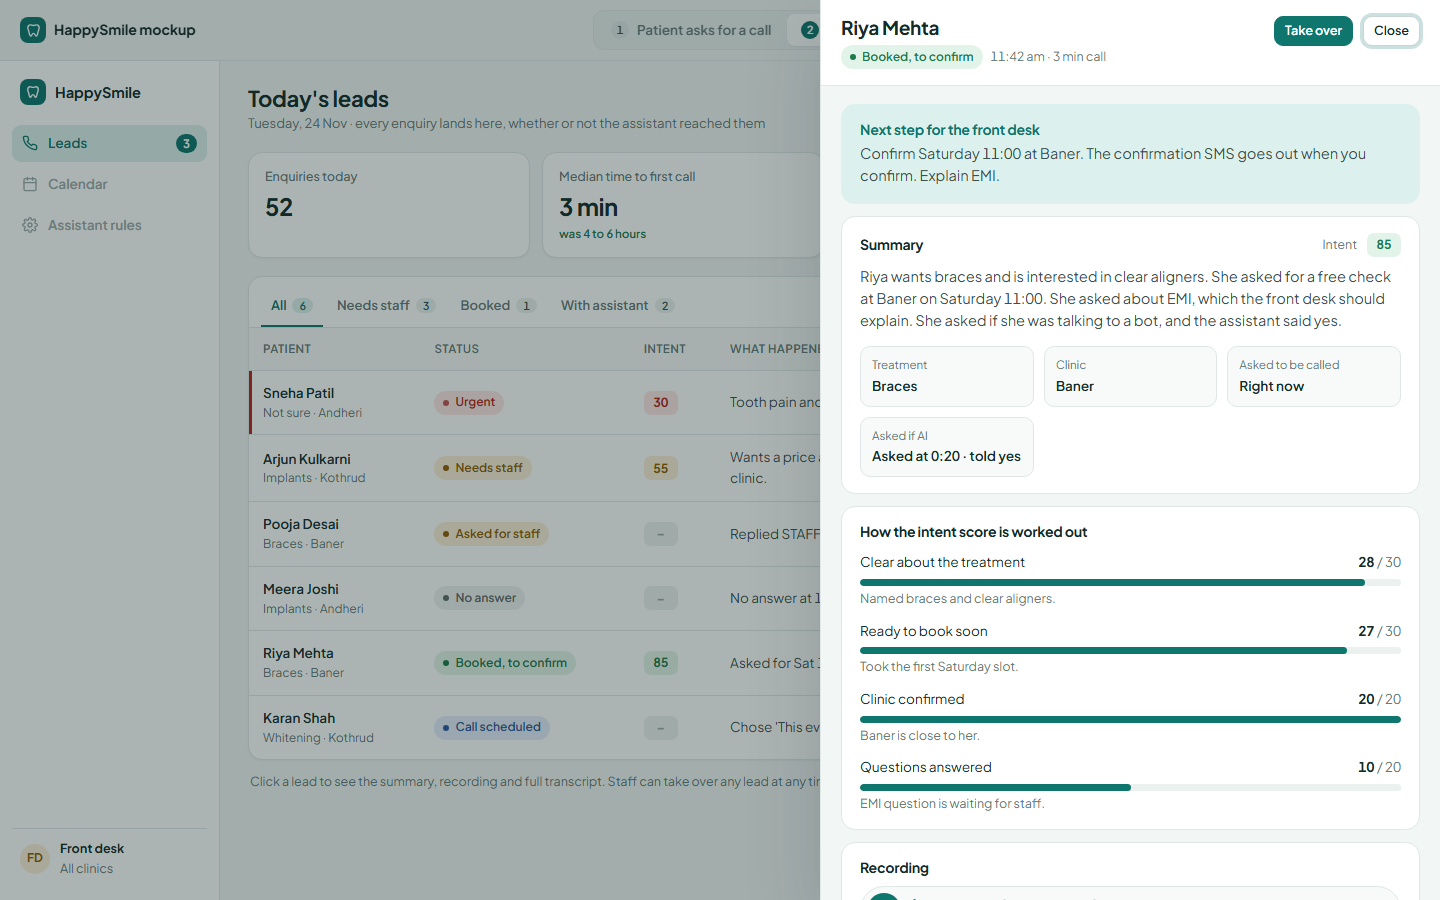 HappySmile mockup
1 Patient asks for a call
2
HappySmile
Leads 3
Calendar
Assistant rules
FD
Front desk
All clinics
Today's leads
Tuesday, 24 Nov · every enquiry lands here, whether or not the assistant reached them
Enquiries today
52
Median time to first call
3 min
was 4 to 6 hours
All 6 Needs staff 3 Booked 1 With assistant 2
PATIENT STATUS INTENT WHAT
Sneha Patil
Not sure · Andheri
Urgent
30
Tooth pain
Arjun Kulkarni
Implants · Kothrud
Needs staff
55
Wants a price
clinic.
Pooja Desai
Braces · Baner
Asked for staff
–
Replied STAFF
Meera Joshi
Implants · Andheri
No answer
–
No answer at
Riya Mehta
Braces · Baner
Booked, to confirm
85
Asked for Sat
Karan Shah
Whitening · Kothrud
Call scheduled
–
Chose 'This
Click a lead to see the summary, recording and full transcript. Staff can take over any lead at any
Riya Mehta
Booked, to confirm 11:42 am · 3 min call
Take over
Close
Next step for the front desk
Confirm Saturday 11:00 at Baner. The confirmation SMS goes out when you
confirm. Explain EMI.
Summary
Intent 85
Riya wants braces and is interested in clear aligners. She asked for a free check
at Baner on Saturday 11:00. She asked about EMI, which the front desk should
explain. She asked if she was talking to a bot, and the assistant said yes.
Treatment
Braces
Clinic
Baner
Asked to be called
Right now
Asked if AI
Asked at 0:20 · told yes
How the intent score is worked out
Clear about the treatment 28 / 30
Named braces and clear aligners.
Ready to book soon 27 / 30
Took the first Saturday slot.
Clinic confirmed 20 / 20
Baner is close to her.
Questions answered 10 / 20
EMI question is waiting for staff.
Recording